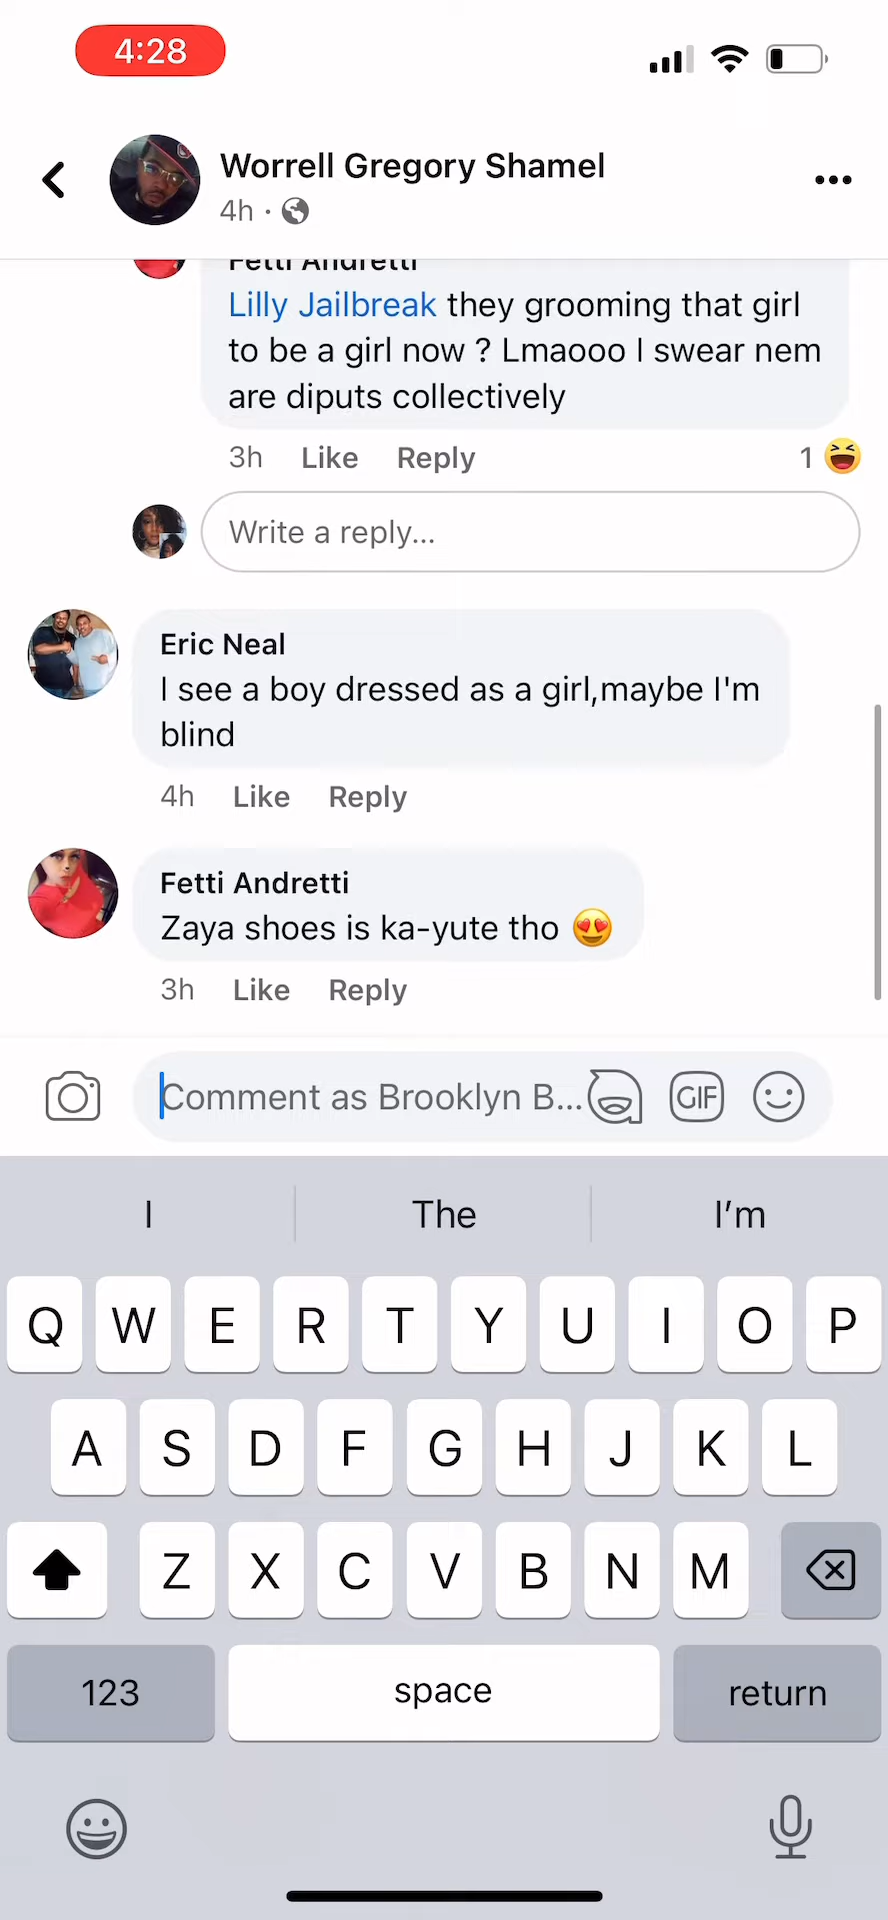 4:28
Worrell Gregory Shamel
4h ·
Fetti Andretti
Lilly Jailbreak they grooming that girl
to be a girl now ? Lmaooo I swear nem
are diputs collectively
3h Like Reply 1
Write a reply...
Eric Neal
I see a boy dressed as a girl,maybe I'm
blind
4h Like Reply
Fetti Andretti
Zaya shoes is ka-yute tho 😍
3h Like Reply
Comment as Brooklyn B... GIF
I The I’m
Q W E R T Y U I O P
A S D F G H J K L
Z X C V B N M
123 space return